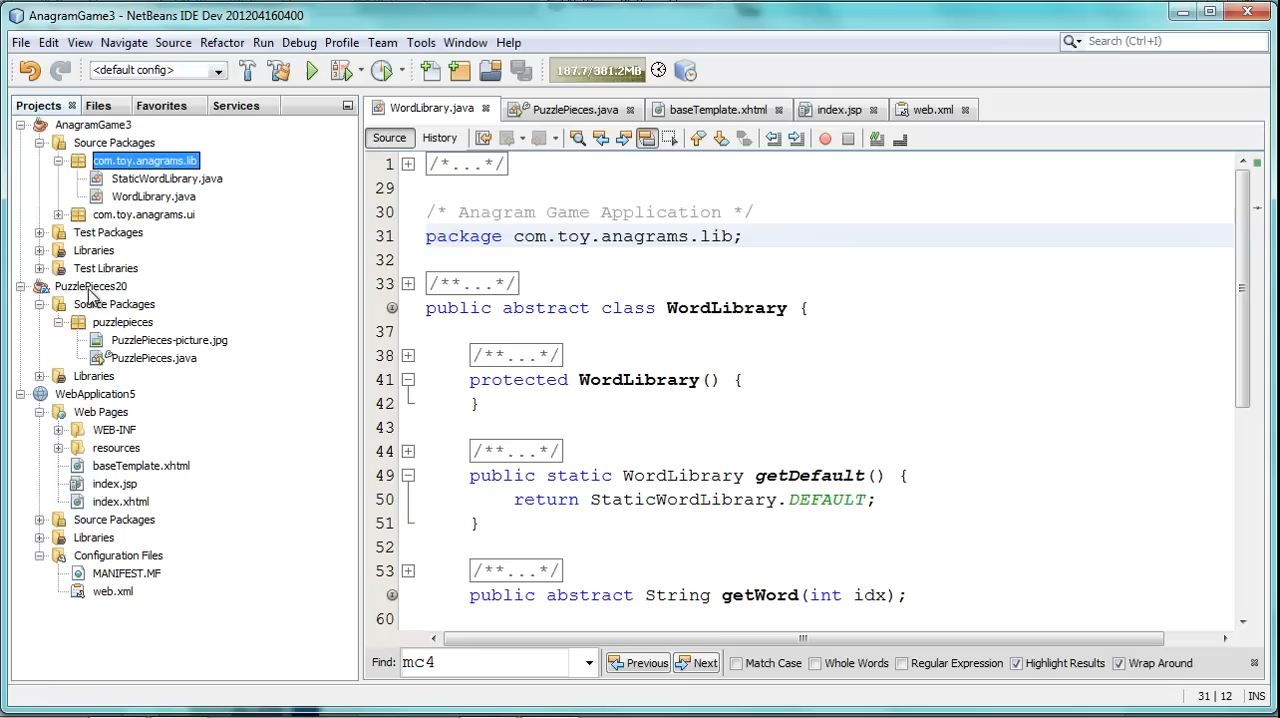 AnagramGame3 - NetBeans IDE Dev 201204160400
File Edit View Navigate Source Refactor Run Debug Profile Team Tools Window Help
Search (Ctrl+I)
<default config>
187.7/381.2MB
Projects Files Favorites Services
WordLibrary.java PuzzlePieces.java baseTemplate.xhtml index.jsp web.xml
Source History
AnagramGame3
Source Packages
com.toy.anagrams.lib
StaticWordLibrary.java
WordLibrary.java
com.toy.anagrams.ui
Test Packages
Libraries
Test Libraries
PuzzlePieces20
Source Packages
puzzlepieces
PuzzlePieces-picture.jpg
PuzzlePieces.java
Libraries
WebApplication5
Web Pages
WEB-INF
resources
baseTemplate.xhtml
index.jsp
index.xhtml
Source Packages
Libraries
Configuration Files
MANIFEST.MF
web.xml
1 /*...*/
29
30 /* Anagram Game Application */
31 package com.toy.anagrams.lib;
32
33 /**...*/
public abstract class WordLibrary {
37
38 /**...*/
41 protected WordLibrary() {
42 }
43
44 /**...*/
49 public static WordLibrary getDefault() {
50 return StaticWordLibrary.DEFAULT;
51 }
52
53 /**...*/
public abstract String getWord(int idx);
60
Find: mc4 Previous Next Match Case Whole Words Regular Expression Highlight Results Wrap Around
31 | 12 INS